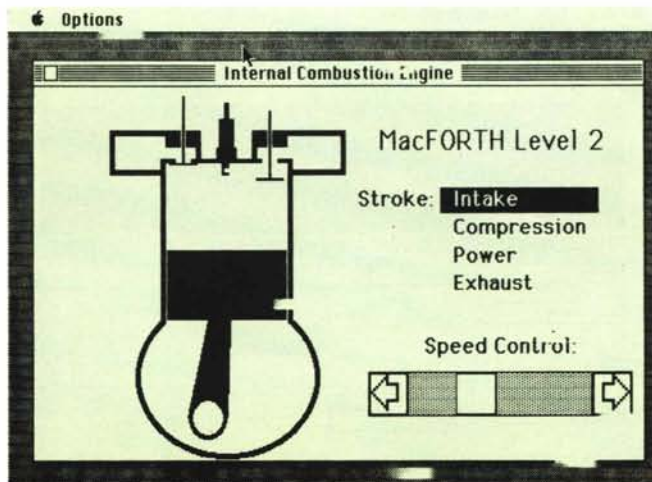 Options
Internal Combustion Engine
MacFORTH Level 2
Stroke: Intake
Compression
Power
Exhaust
Speed Control: